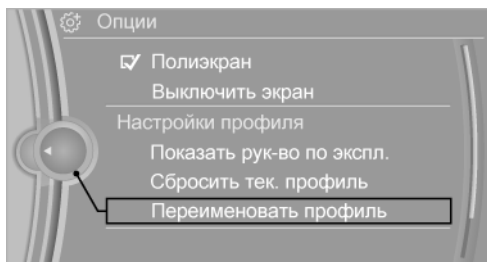 Опции
Полиэкран
Выключить экран
Настройки профиля
Показать рук-во по экспл.
Сбросить тек. профиль
Переименовать профиль